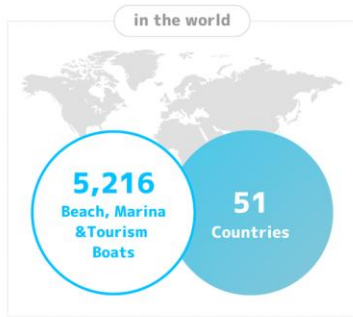 in the world
5,216
Beach, Marina
&Tourism
Boats
51
Countries